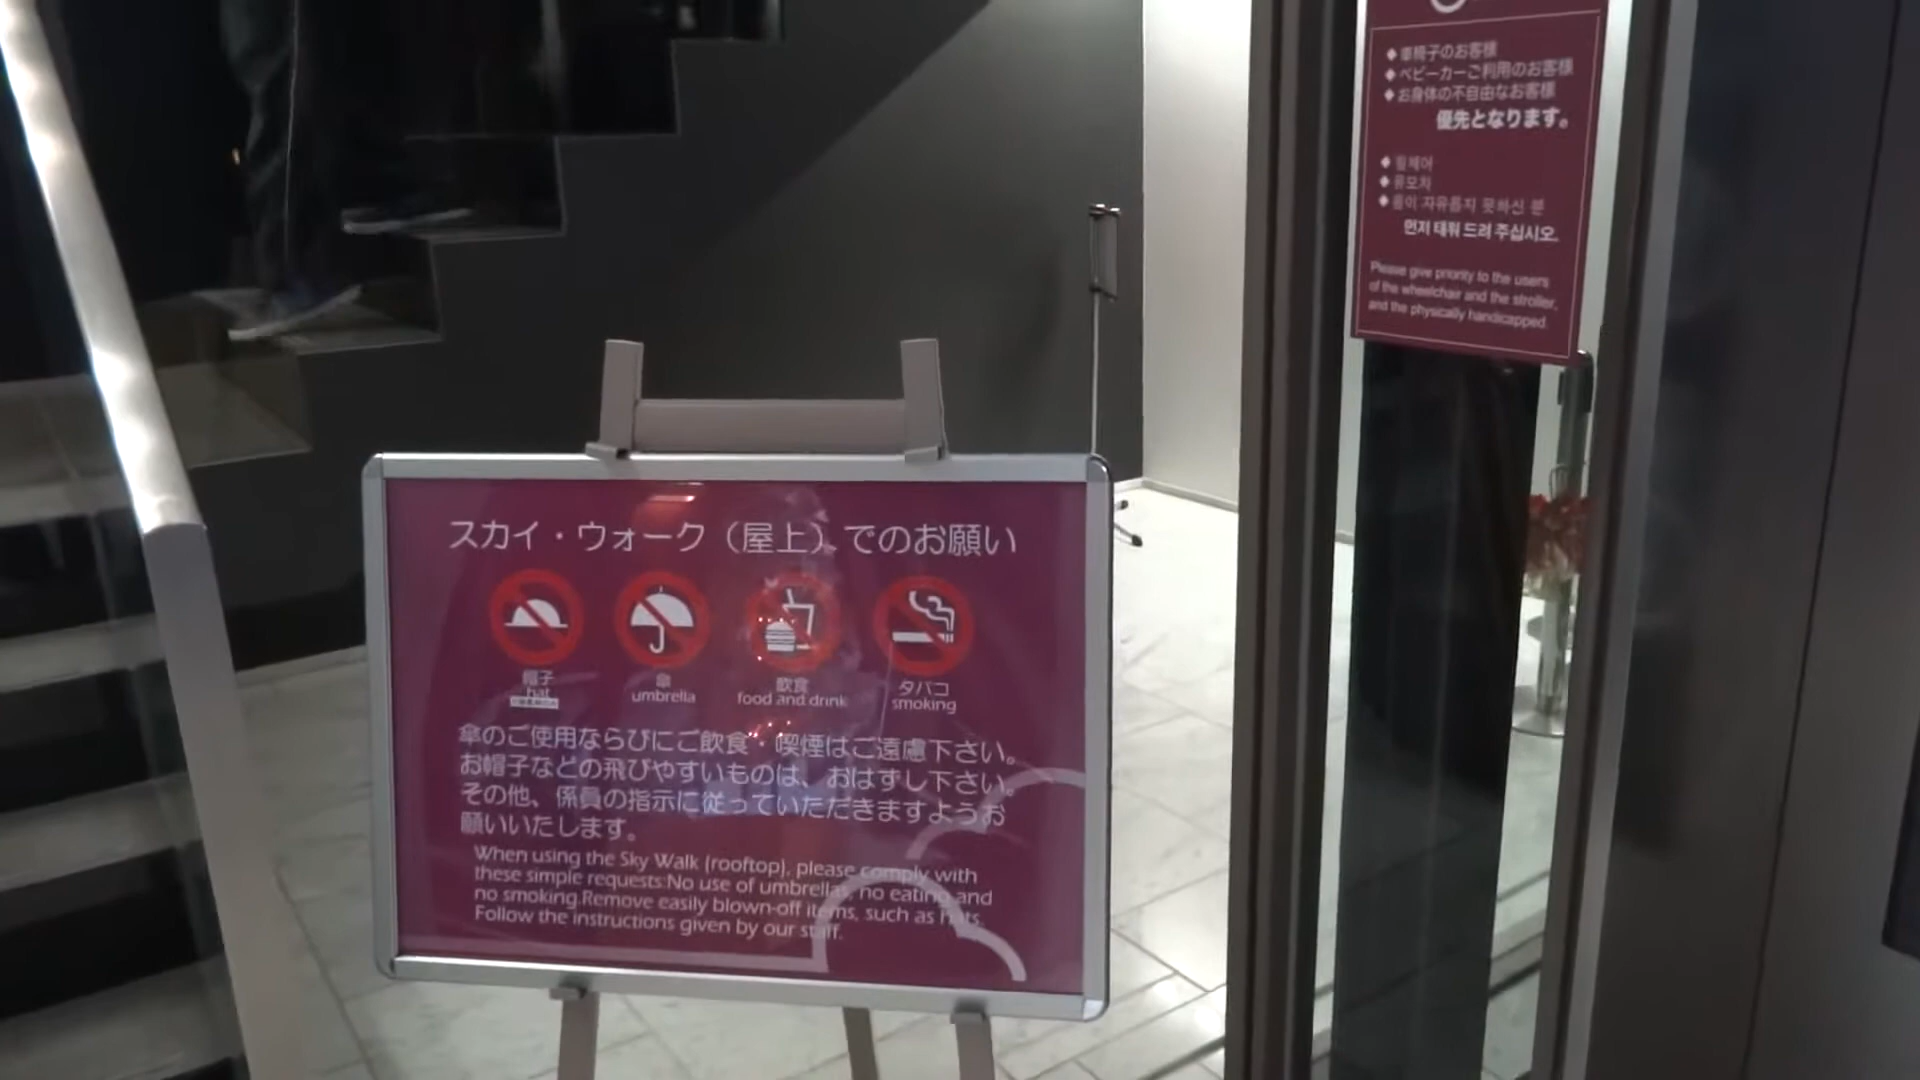 スカイ・ウォーク（屋上）でのお願い
帽子
hat
傘
umbrella
飲食
food and drink
タバコ
smoking
傘のご使用ならびにご飲食・喫煙はご遠慮下さい。
お帽子などの飛びやすいものは、おはずし下さい。
その他、係員の指示に従っていただきますようお
願いいたします。
When using the Sky Walk (rooftop), please comply with
these simple requests:No use of umbrellas, no eating and
no smoking.Remove easily blown-off items, such as hats.
Follow the instructions given by our staff.
◆車椅子のお客様
◆ベビーカーご利用のお客様
◆お身体の不自由なお客様
優先となります。
◆휠체어
◆유모차
◆몸이 자유롭지 못하신 분
먼저 태워 드려 주십시오.
Please give priority to the users
of the wheelchair and the stroller,
and the physically handicapped.